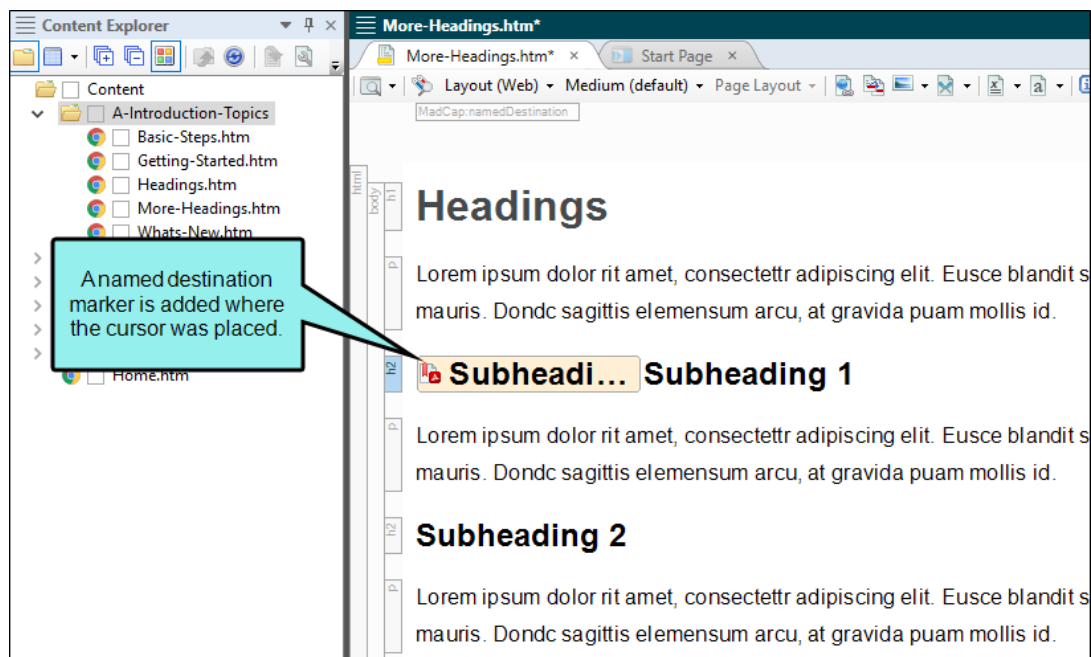 Content Explorer
More-Headings.htm*
More-Headings.htm*
Start Page
Layout (Web)
Medium (default)
Page Layout
a
MadCap:namedDestination
Content
A-Introduction-Topics
Basic-Steps.htm
Getting-Started.htm
Headings.htm
More-Headings.htm
Whats-New.htm
Home.htm
A named destination
marker is added where
the cursor was placed.
html
body
h1
Headings
p
Lorem ipsum dolor rit amet, consectettr adipiscing elit. Eusce blandit s
mauris. Dondc sagittis elemensum arcu, at gravida puam mollis id.
h2
Subheadi... Subheading 1
p
Lorem ipsum dolor rit amet, consectettr adipiscing elit. Eusce blandit s
mauris. Dondc sagittis elemensum arcu, at gravida puam mollis id.
h2
Subheading 2
p
Lorem ipsum dolor rit amet, consectettr adipiscing elit. Eusce blandit s
mauris. Dondc sagittis elemensum arcu, at gravida puam mollis id.